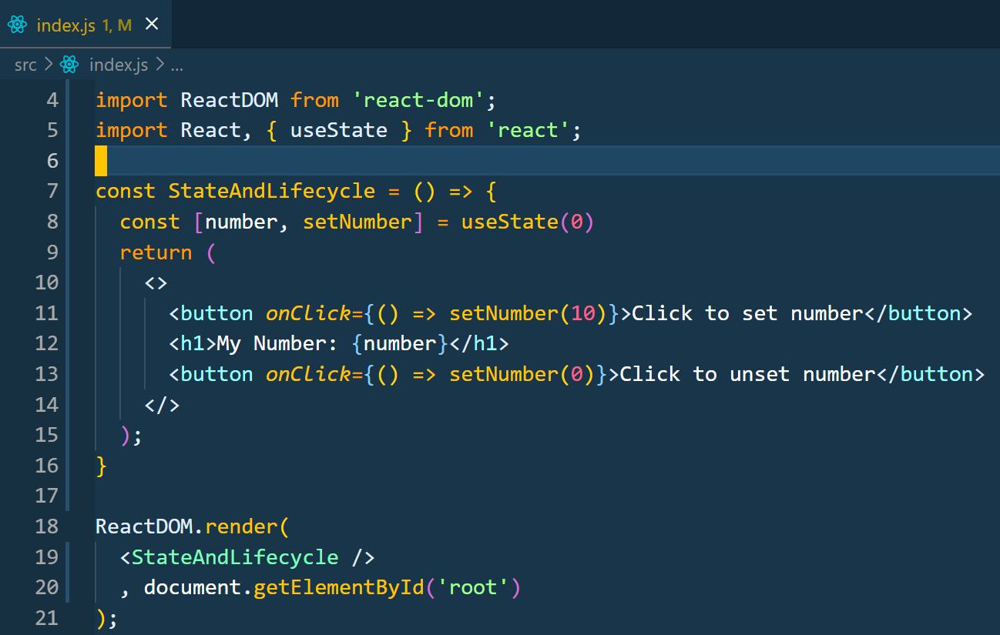 index.js 1, M ×
src > index.js > ...
4 import ReactDOM from 'react-dom';
5 import React, { useState } from 'react';
6
7 const StateAndLifecycle = () => {
8   const [number, setNumber] = useState(0)
9   return (
10     <>
11       <button onClick={() => setNumber(10)}>Click to set number</button>
12       <h1>My Number: {number}</h1>
13       <button onClick={() => setNumber(0)}>Click to unset number</button>
14     </>
15   );
16 }
17
18 ReactDOM.render(
19   <StateAndLifecycle />
20   , document.getElementById('root')
21 );